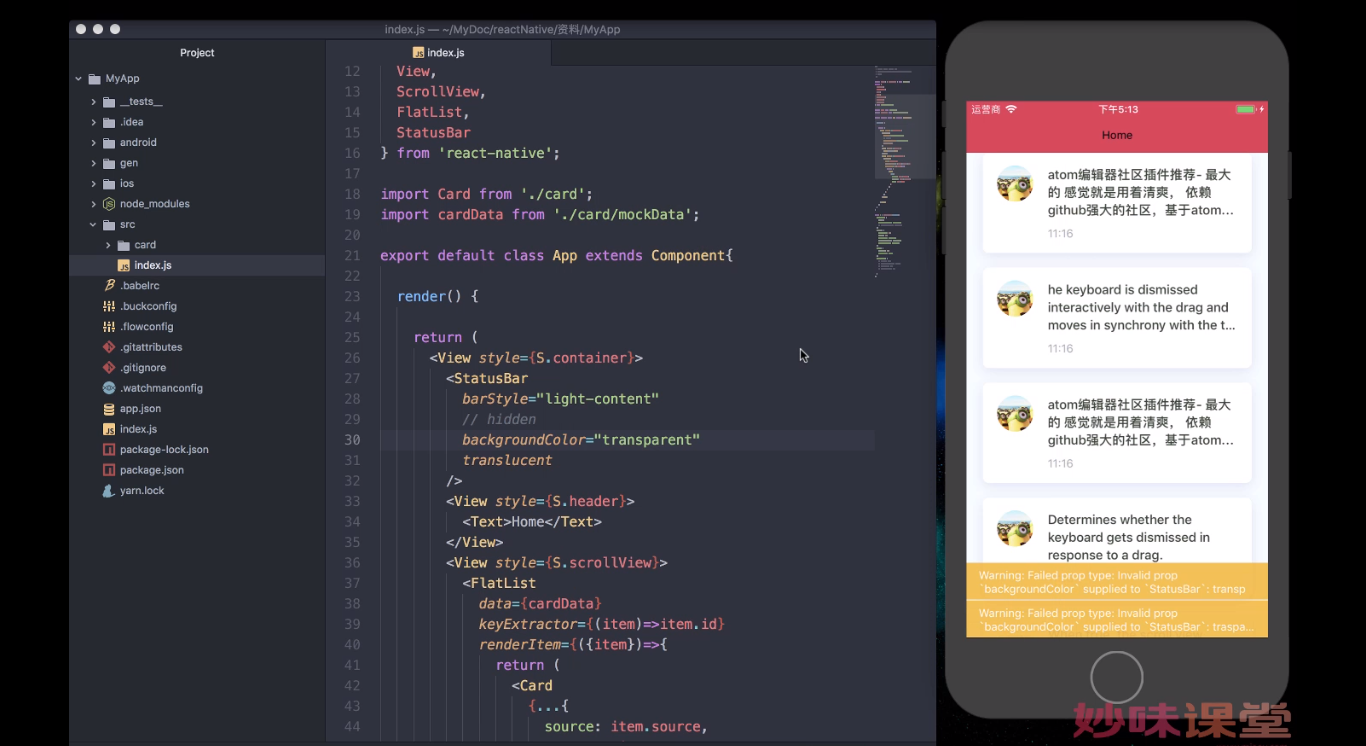 index.js — ~/MyDoc/reactNative/资料/MyApp
Project
MyApp
__tests__
.idea
android
gen
ios
node_modules
src
card
index.js
.babelrc
.buckconfig
.flowconfig
.gitattributes
.gitignore
.watchmanconfig
app.json
index.js
package-lock.json
package.json
yarn.lock
index.js
12 View,
13 ScrollView,
14 FlatList,
15 StatusBar
16 } from 'react-native';
17
18 import Card from './card';
19 import cardData from './card/mockData';
20
21 export default class App extends Component{
22
23 render() {
24
25 return (
26 <View style={S.container}>
27 <StatusBar
28 barStyle="light-content"
29 // hidden
30 backgroundColor="transparent"
31 translucent
32 />
33 <View style={S.header}>
34 <Text>Home</Text>
35 </View>
36 <View style={S.scrollView}>
37 <FlatList
38 data={cardData}
39 keyExtractor={(item)=>item.id}
40 renderItem={({item})=>{
41 return (
42 <Card
43 {...{
44 source: item.source,
运营商 下午5:13
Home
atom编辑器社区插件推荐- 最大
的 感觉就是用着清爽， 依赖
github强大的社区，基于atom...
11:16
he keyboard is dismissed
interactively with the drag and
moves in synchrony with the t...
11:16
atom编辑器社区插件推荐- 最大
的 感觉就是用着清爽， 依赖
github强大的社区，基于atom...
11:16
Determines whether the
keyboard gets dismissed in
response to a drag.
Warning: Failed prop type: Invalid prop
`backgroundColor` supplied to `StatusBar`: transp
Warning: Failed prop type: Invalid prop
`backgroundColor` supplied to `StatusBar`: traspa...
妙味课堂